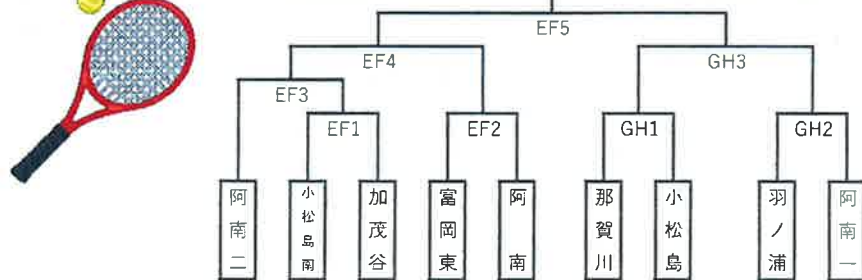 EF5
EF4
GH3
EF3
EF1
EF2
GH1
GH2
阿南二
小松島南
加茂谷
富岡東
阿南
那賀川
小松島
羽ノ浦
阿南一